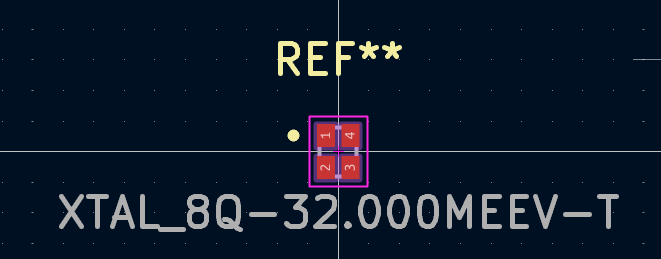 REF**
1 4
2 3
XTAL_8Q-32.000MEEV-T